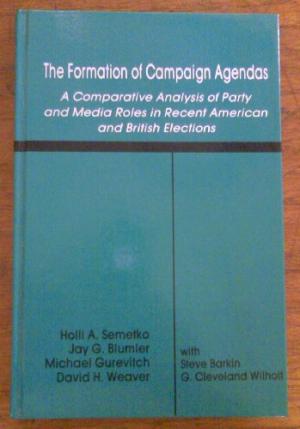 The Formation of Campaign Agendas
A Comparative Analysis of Party
and Media Roles in Recent American
and British Elections
Holli A. Semetko
Jay G. Blumler
Michael Gurevitch
David H. Weaver
with
Steve Barkin
G. Cleveland Wilhoit